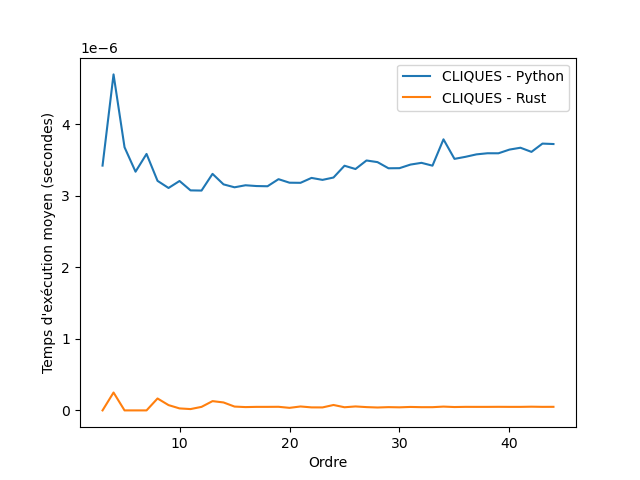 1e−6
CLIQUES - Python
CLIQUES - Rust
Temps d'exécution moyen (secondes)
4
3
2
1
0
10 20 30 40
Ordre